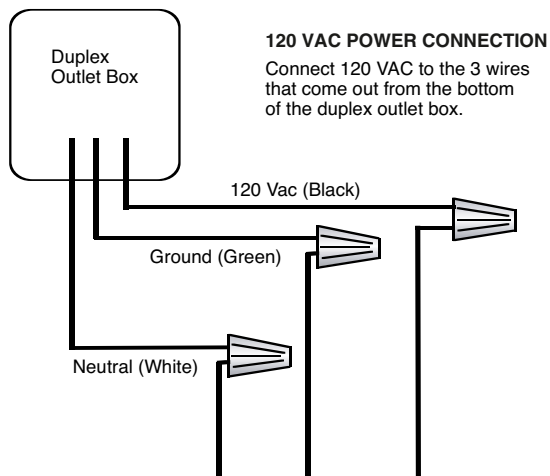 Duplex
Outlet Box
120 VAC POWER CONNECTION
Connect 120 VAC to the 3 wires
that come out from the bottom
of the duplex outlet box.
120 Vac (Black)
Ground (Green)
Neutral (White)